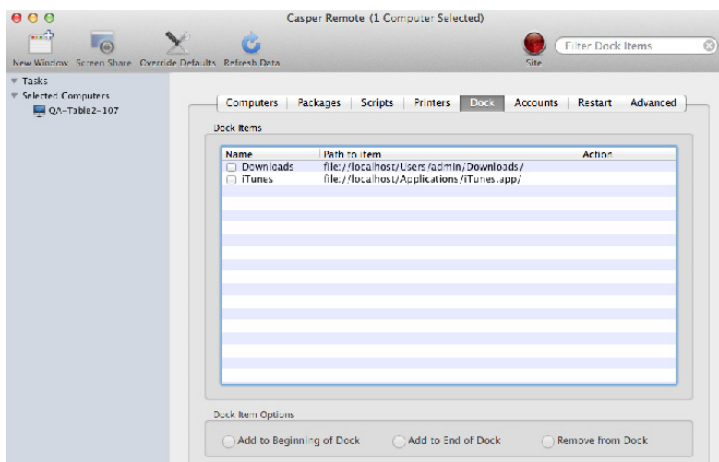 Casper Remote (1 Computer Selected)
New Window Screen Share Override Defaults Refresh Data Site Filter Dock Items
Tasks
Selected Computers
QA-Table2-107
Computers Packages Scripts Printers Dock Accounts Restart Advanced
Dock Items
Name Path to item Action
Downloads file://localhost/Users/admin/Downloads/
iTunes file://localhost/Applications/iTunes.app/
Dock Item Options
Add to Beginning of Dock Add to End of Dock Remove from Dock